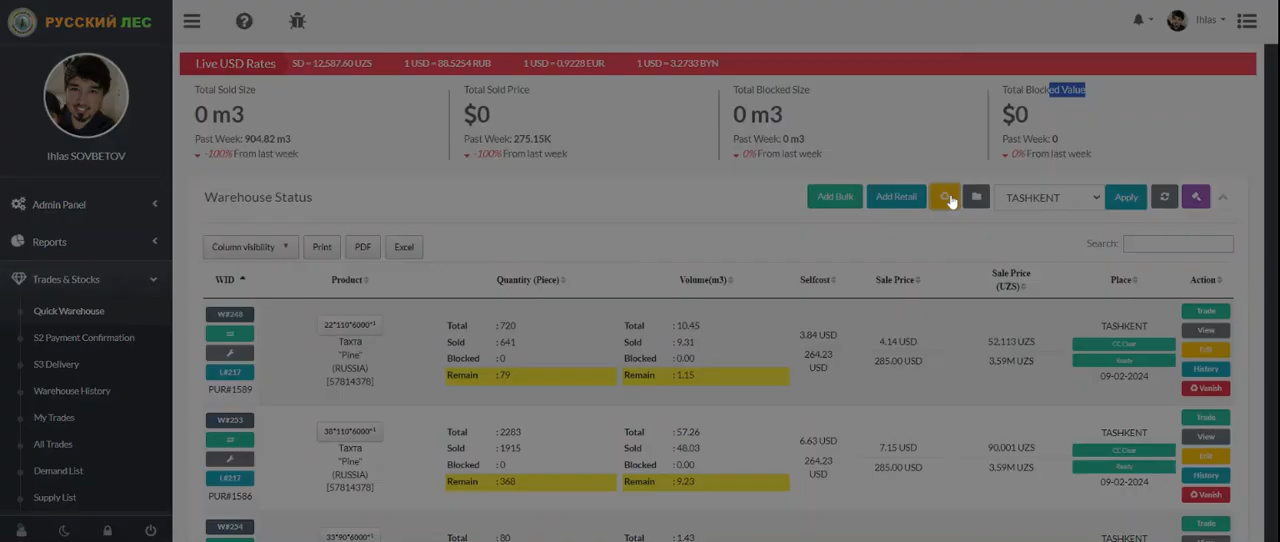 РУССКИЙ ЛЕС
Ihlas
Live USD Rates SD = 12,587.60 UZS 1 USD = 88.5254 RUB 1 USD = 0.9228 EUR 1 USD = 3.2733 BYN
Total Sold Size
0 m3
Past Week: 904.82 m3
-100% From last week
Total Sold Price
$0
Past Week: 275.15K
-100% From last week
Total Blocked Size
0 m3
Past Week: 0 m3
0% From last week
Total Blocked Value
$0
Past Week: 0
0% From last week
Ihlas SOVBETOV
Admin Panel
Reports
Trades & Stocks
Quick Warehouse
S2 Payment Confirmation
S3 Delivery
Warehouse History
My Trades
All Trades
Demand List
Supply List
Warehouse Status
Add Bulk Add Retail TASHKENT Apply
Column visibility Print PDF Excel
Search:
WID Product Quantity (Piece) Volume(m3) Selfcost Sale Price Sale Price (UZS) Place Action
W#248
L#217
PUR#1589
22*110*6000*1
Тахта
"Pine"
(RUSSIA)
[57814378]
Total : 720
Sold : 641
Blocked : 0
Remain : 79
Total : 10.45
Sold : 9.31
Blocked : 0.00
Remain : 1.15
3.84 USD
264.23 USD
4.14 USD
285.00 USD
52,113 UZS
3.59M UZS
TASHKENT
CC.Clear
Ready
09-02-2024
Trade
View
Edit
History
Vanish
W#253
L#217
PUR#1586
38*110*6000*1
Тахта
"Pine"
(RUSSIA)
[57814378]
Total : 2283
Sold : 1915
Blocked : 0
Remain : 368
Total : 57.26
Sold : 48.03
Blocked : 0.00
Remain : 9.23
6.63 USD
264.23 USD
7.15 USD
285.00 USD
90,001 UZS
3.59M UZS
TASHKENT
CC.Clear
Ready
09-02-2024
Trade
View
Edit
History
Vanish
W#254
33*90*6000*1
Total : 80
Total : 1.43
TASHKENT
Trade